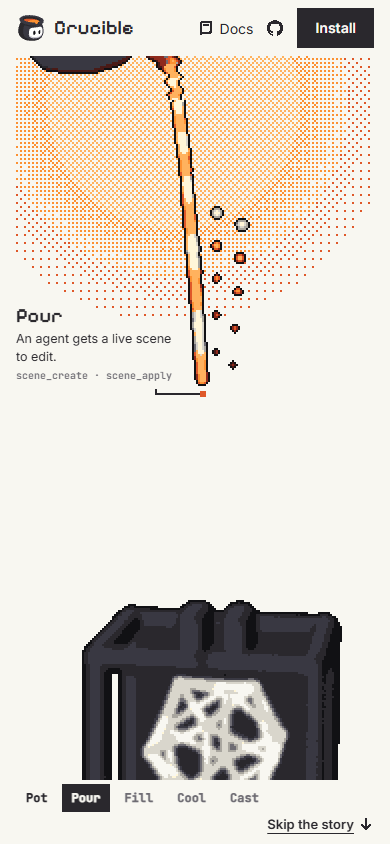 Crucible
Docs
Install
Pour
An agent gets a live scene
to edit.
scene_create · scene_apply
Pot Pour Fill Cool Cast
Skip the story